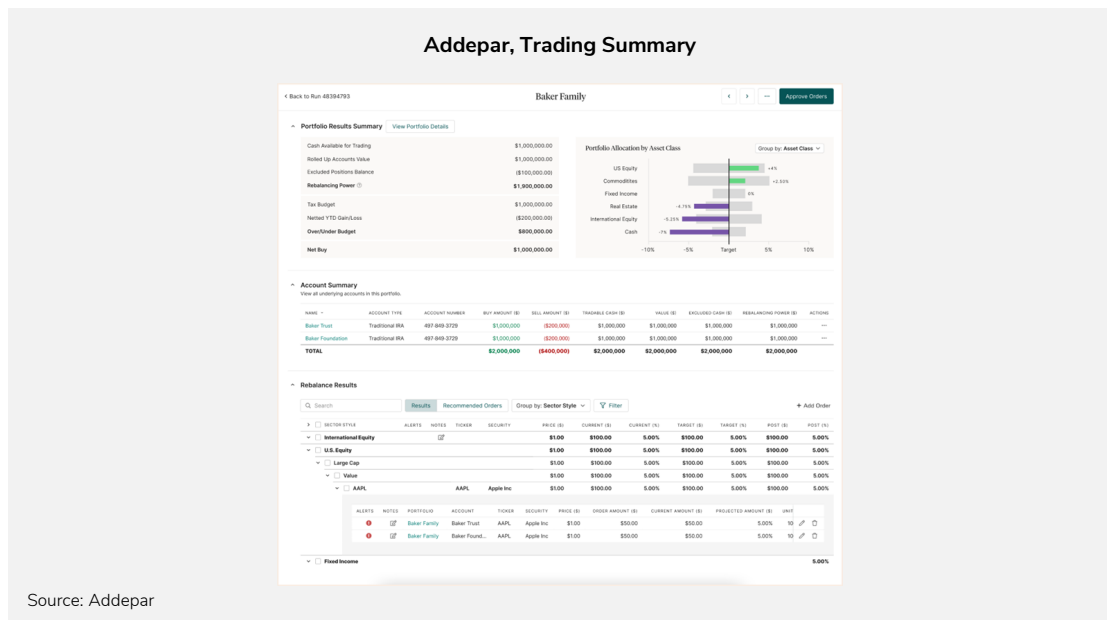 Addepar, Trading Summary
< Back to Run 48394793
Baker Family
< > ··· Approve Orders
Portfolio Results Summary View Portfolio Details
Cash Available for Trading $1,000,000.00
Rolled Up Accounts Value $1,000,000.00
Excluded Positions Balance ($100,000.00)
Rebalancing Power $1,900,000.00
Tax Budget $1,000,000.00
Netted YTD Gain/Loss ($200,000.00)
Over/Under Budget $800,000.00
Net Buy $1,000,000.00
Portfolio Allocation by Asset Class Group by: Asset Class
US Equity +4%
Commoditites
Fixed Income 0%
Real Estate -4.75%
International Equity
Cash -7%
-10% -5% Target 5% 10%
Account Summary
View all underlying accounts in this portfolio.
NAME ACCOUNT TYPE ACCOUNT NUMBER BUY AMOUNT ($) SELL AMOUNT ($) TRADABLE CASH ($) VALUE ($) EXCLUDED CASH ($) REBALANCING POWER ($) ACTIONS
Baker Trust Traditional IRA 497-849-3729 $1,000,000 ($200,000) $1,000,000 $1,000,000 $1,000,000 $1,000,000 ···
Baker Foundation Traditional IRA 497-849-3729 $1,000,000 ($200,000) $1,000,000 $1,000,000 $1,000,000 $1,000,000 ···
TOTAL $2,000,000 ($400,000) $2,000,000 $2,000,000 $2,000,000 $2,000,000
Rebalance Results
Search Results Recommended Orders Group by: Sector Style Filter + Add Order
SECTOR STYLE ALERTS NOTES TICKER SECURITY PRICE ($) CURRENT ($) CURRENT (%) TARGET ($) TARGET (%) POST ($) POST (%)
International Equity $1.00 $100.00 5.00% $100.00 5.00% $100.00 5.00%
U.S. Equity $1.00 $100.00 5.00% $100.00 5.00% $100.00 5.00%
Large Cap $1.00 $100.00 5.00% $100.00 5.00% $100.00 5.00%
Value $1.00 $100.00 5.00% $100.00 5.00% $100.00 5.00%
AAPL AAPL Apple Inc $1.00 $100.00 5.00% $100.00 5.00% $100.00 5.00%
ALERTS NOTES PORTFOLIO ACCOUNT TICKER SECURITY PRICE ($) ORDER AMOUNT ($) CURRENT AMOUNT ($) PROJECTED AMOUNT ($) UNIT
Baker Family Baker Trust AAPL Apple Inc $1.00 $50.00 $50.00 5.00% 10
Baker Family Baker Found... AAPL Apple Inc $1.00 $50.00 $50.00 5.00% 10
Fixed Income 5.00%
Source: Addepar